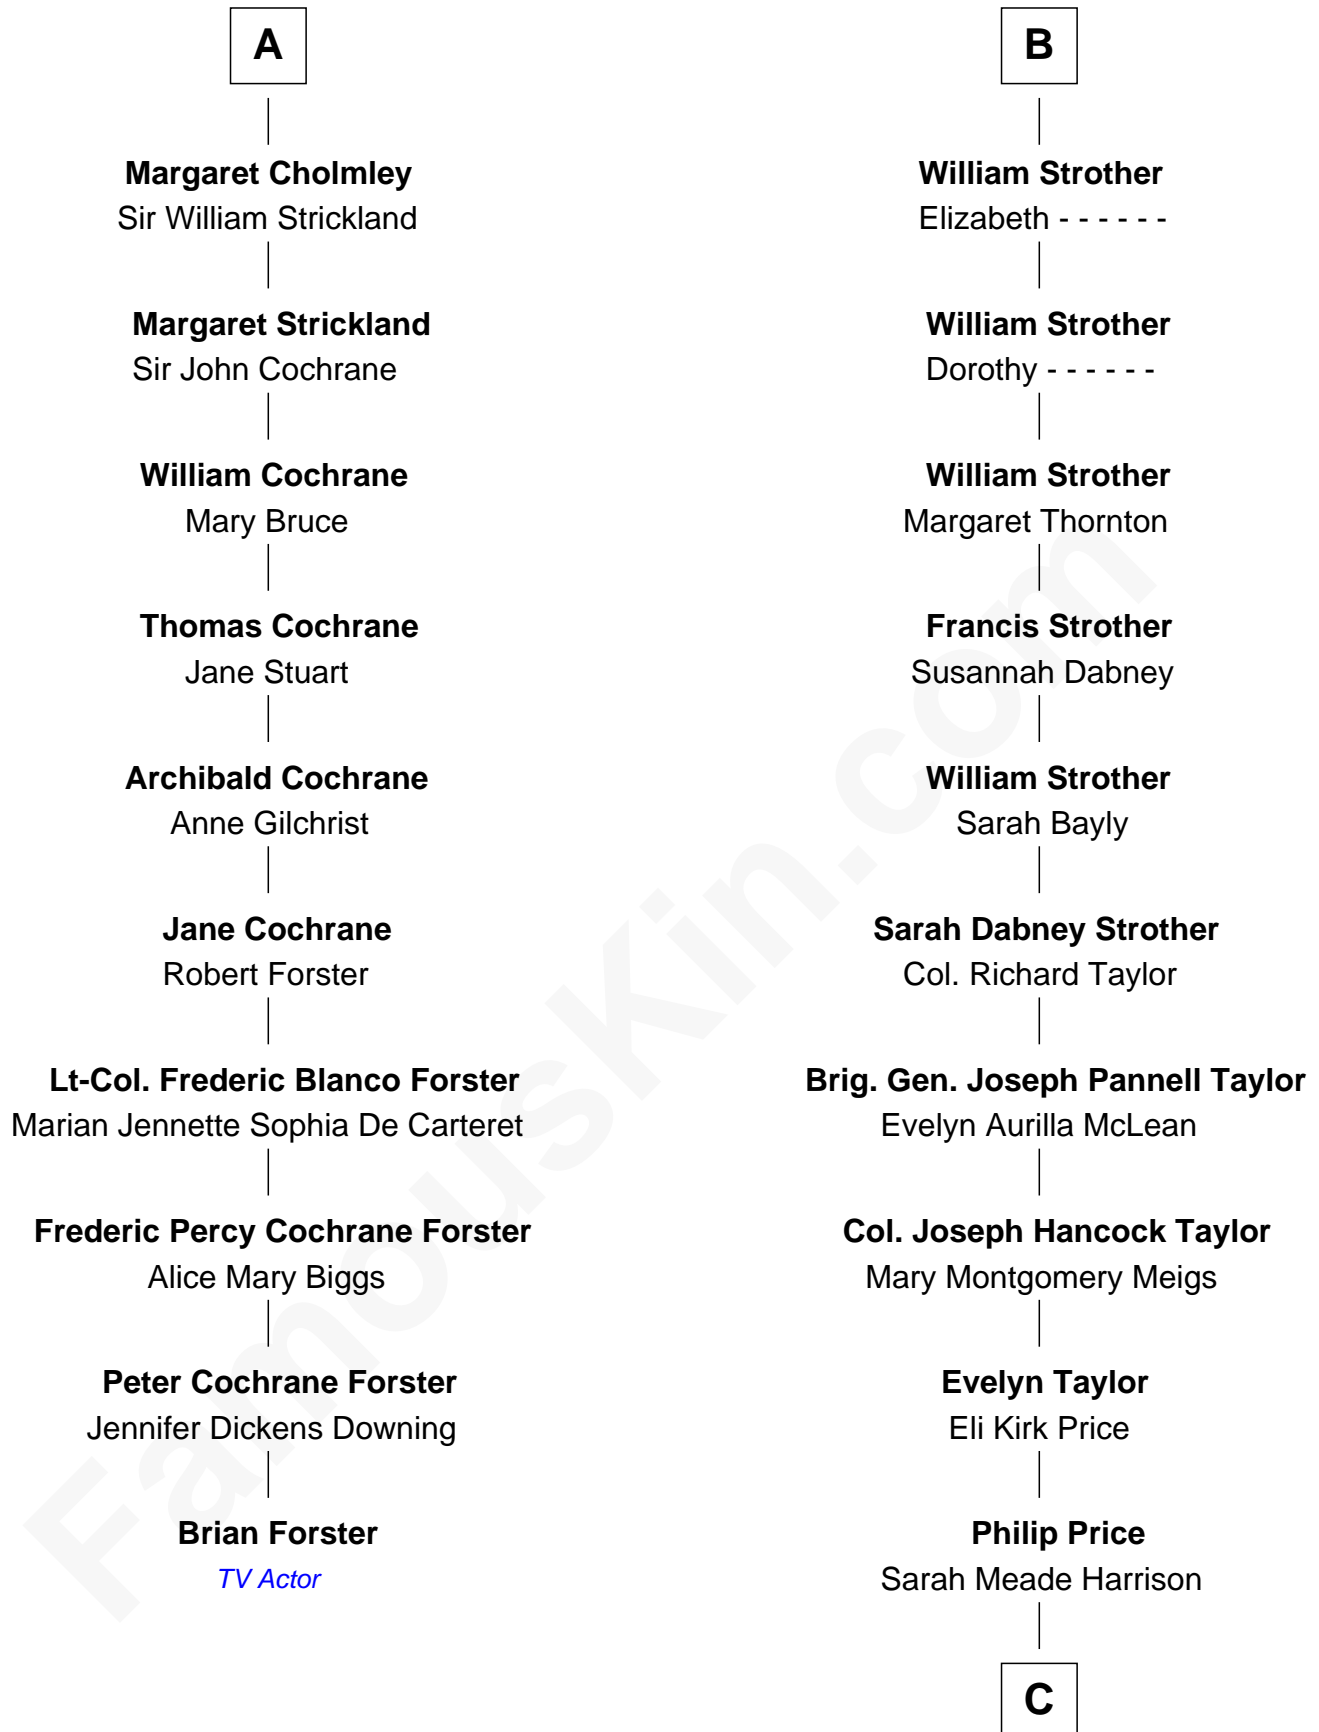 A
Margaret Cholmley
Sir William Strickland
Margaret Strickland
Sir John Cochrane
William Cochrane
Mary Bruce
Thomas Cochrane
Jane Stuart
Archibald Cochrane
Anne Gilchrist
Jane Cochrane
Robert Forster
Lt-Col. Frederic Blanco Forster
Marian Jennette Sophia De Carteret
Frederic Percy Cochrane Forster
Alice Mary Biggs
Peter Cochrane Forster
Jennifer Dickens Downing
Brian Forster
TV Actor
B
William Strother
Elizabeth - - - - - -
William Strother
Dorothy - - - - - -
William Strother
Margaret Thornton
Francis Strother
Susannah Dabney
William Strother
Sarah Bayly
Sarah Dabney Strother
Col. Richard Taylor
Brig. Gen. Joseph Pannell Taylor
Evelyn Aurilla McLean
Col. Joseph Hancock Taylor
Mary Montgomery Meigs
Evelyn Taylor
Eli Kirk Price
Philip Price
Sarah Meade Harrison
C
FamousKin.com